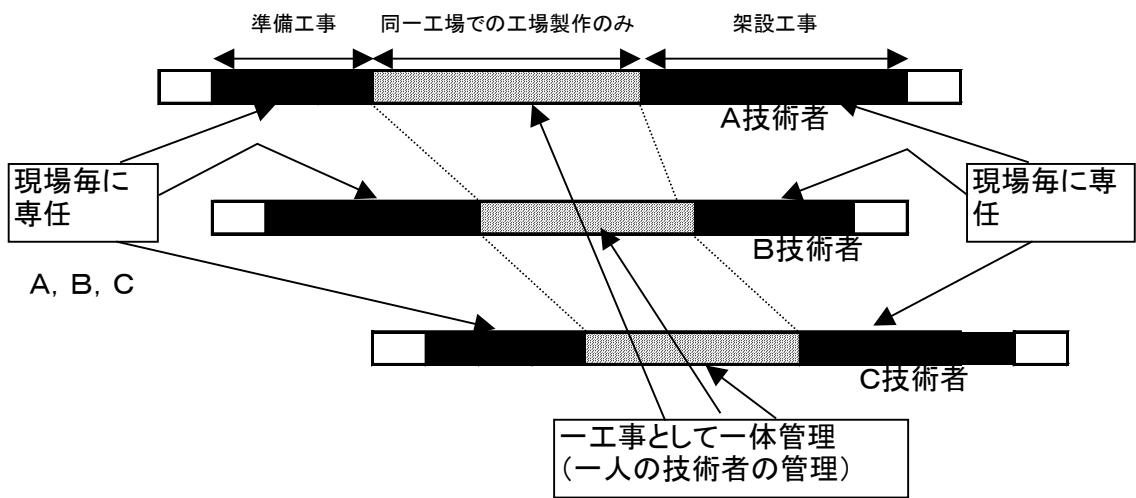 準備工事
同一工場での工場製作のみ
架設工事
A技術者
現場毎に
専任
現場毎に専
任
B技術者
A, B, C
C技術者
一工事として一体管理
(一人の技術者の管理)